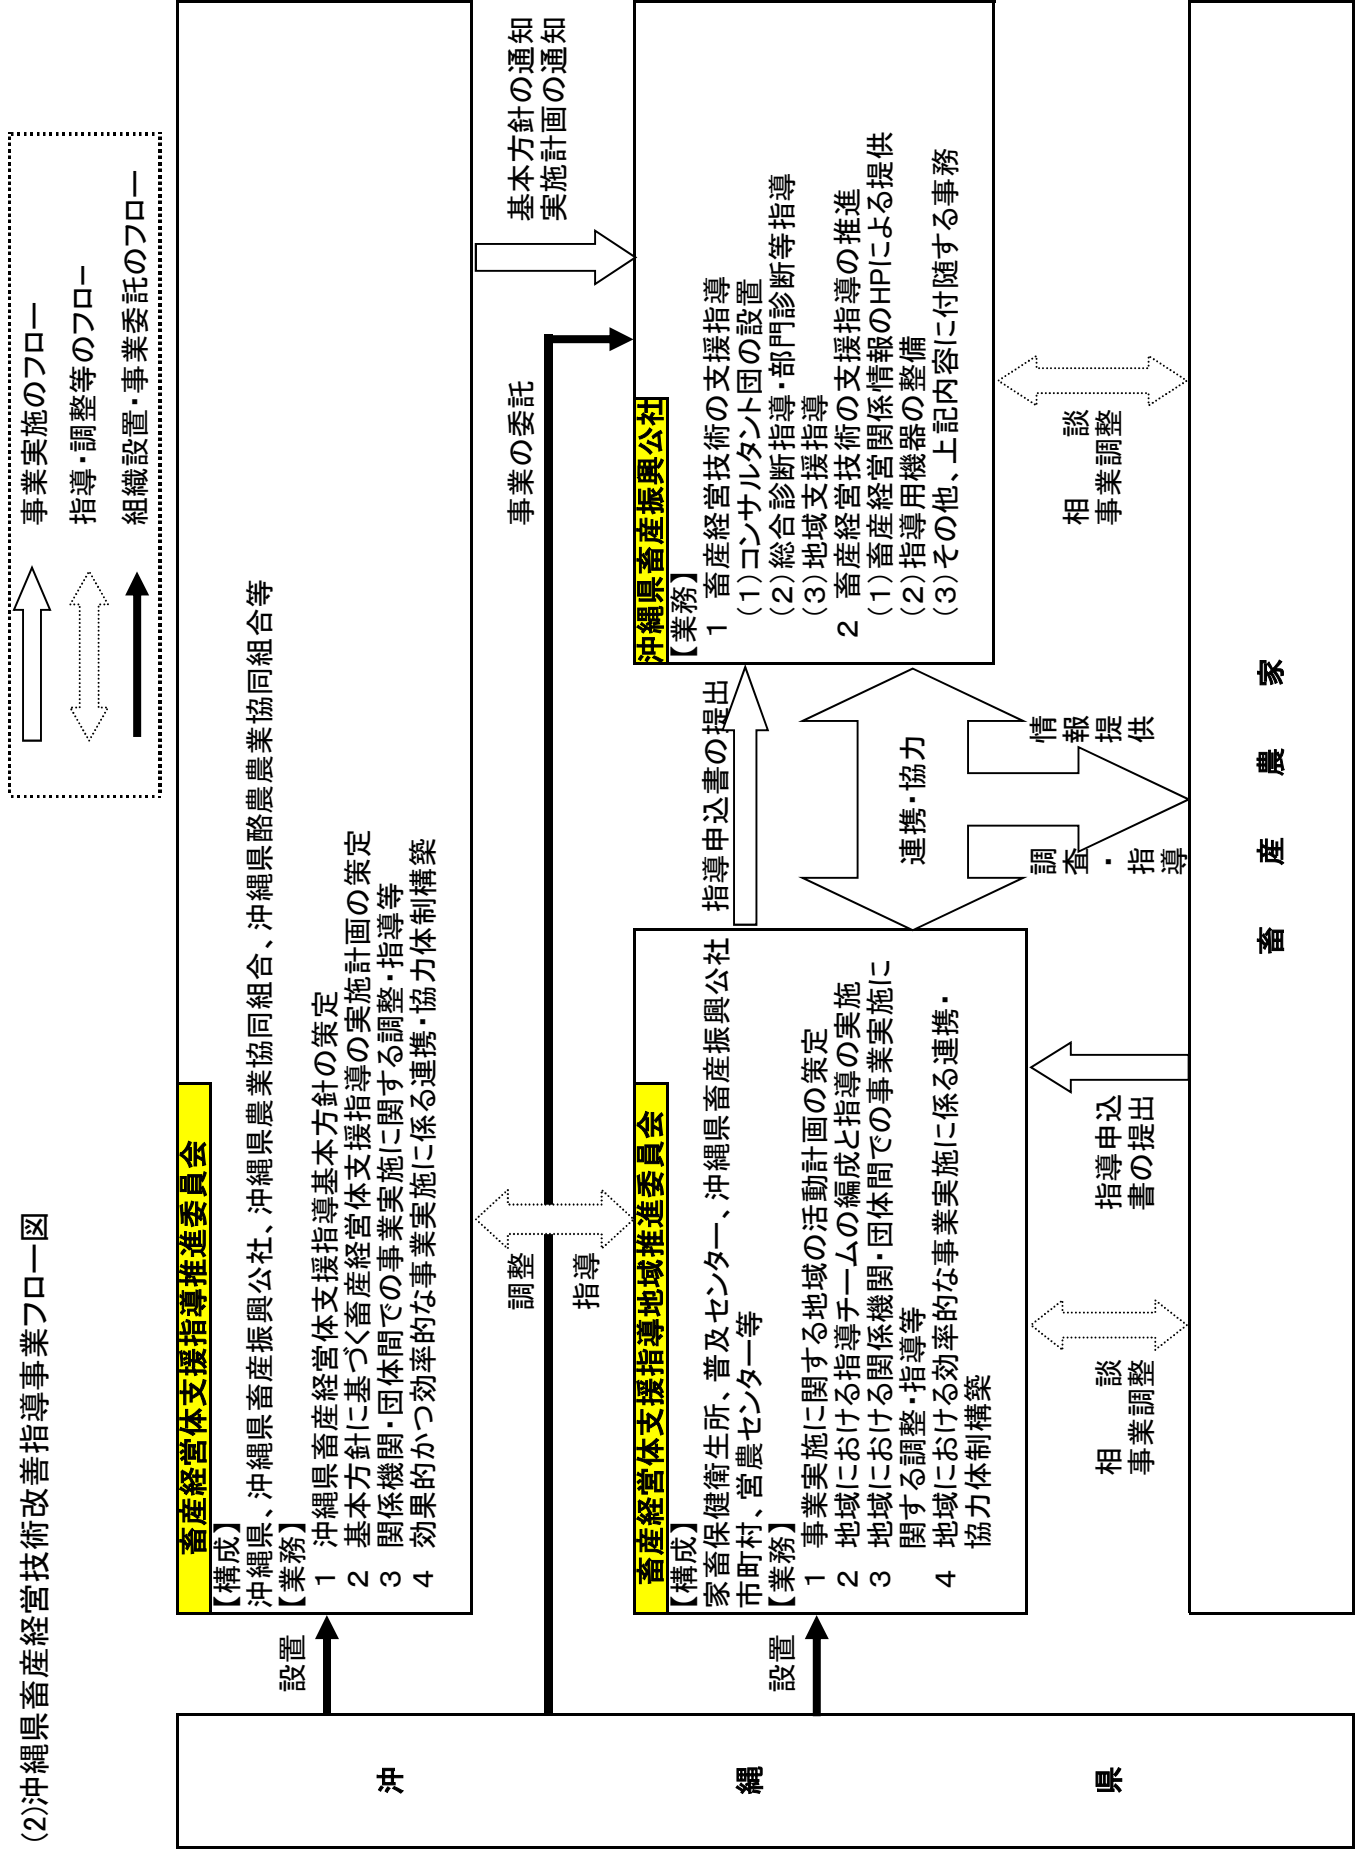 (2)沖縄県畜産経営技術改善指導事業フロー図
事業実施のフロー
指導・調整等のフロー
組織設置・事業委託のフロー
沖縄県
設置
畜産経営体支援指導推進委員会
【構成】
沖縄県、沖縄県畜産振興公社、沖縄県農業協同組合、沖縄県酪農農業協同組合等
【業務】
1 沖縄県畜産経営体支援指導基本方針の策定
2 基本方針に基づく畜産経営体支援指導の実施計画の策定
3 関係機関・団体間での事業実施に関する調整・指導等
4 効果的かつ効率的な事業実施に係る連携・協力体制構築
調整
指導
事業の委託
基本方針の通知
実施計画の通知
設置
畜産経営体支援指導地域推進委員会
【構成】
家畜保健衛生所、普及センター、沖縄県畜産振興公社
市町村、営農センター等
【業務】
1 事業実施に関する地域の活動計画の策定
2 地域における指導チームの編成と指導の実施
3 地域における関係機関・団体間での事業実施に
関する調整・指導等
4 地域における効率的な事業実施に係る連携・
協力体制構築
指導申込書の提出
連携・協力
沖縄県畜産振興公社
【業務】
1 畜産経営技術の支援指導
(1)コンサルタント団の設置
(2)総合診断指導・部門診断等指導
(3)地域支援指導
2 畜産経営技術の支援指導の推進
(1)畜産経営関係情報のHPによる提供
(2)指導用機器の整備
(3)その他、上記内容に付随する事務
相談
事業調整
指導申込
書の提出
調査・指導
情報提供
相談
事業調整
畜産農家